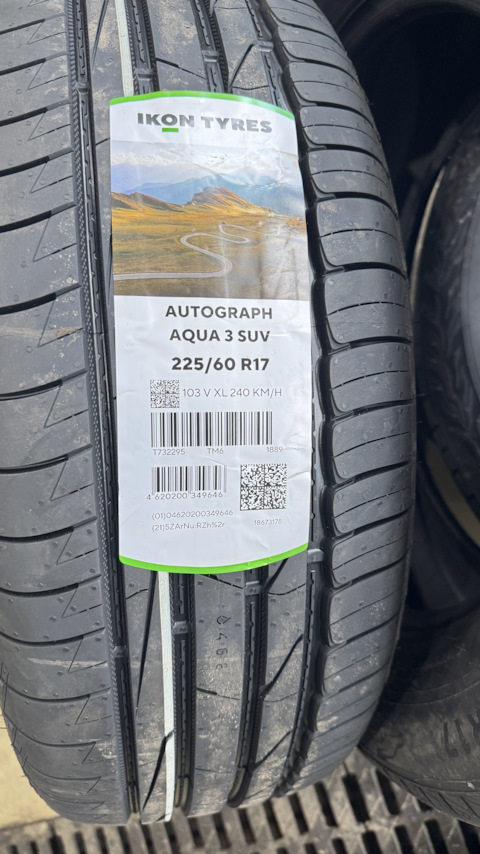 IKON TYRES
AUTOGRAPH
AQUA 3 SUV
225/60 R17
103 V XL 240 KM/H
T732295 TM6 1889
4 620200 349646
(01)04620200349646
(21)5ZArNu:RZh%2r
18673178